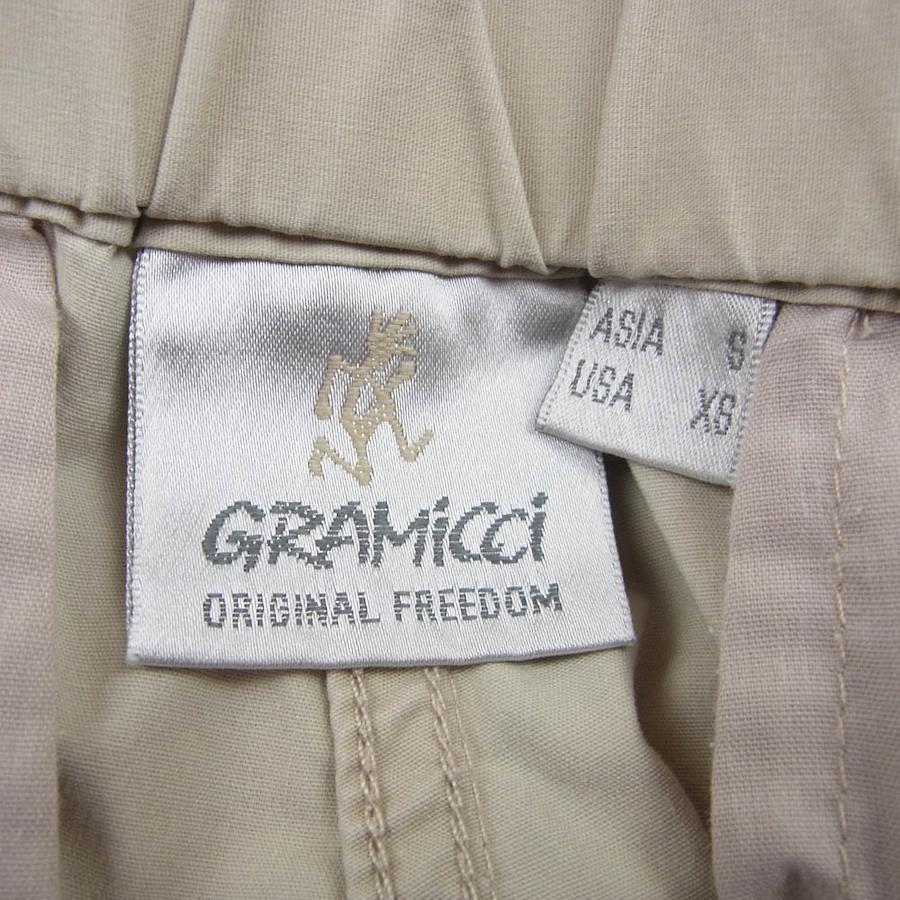 GRAMiCCi
ORIGINAL FREEDOM
ASIA S
USA XS